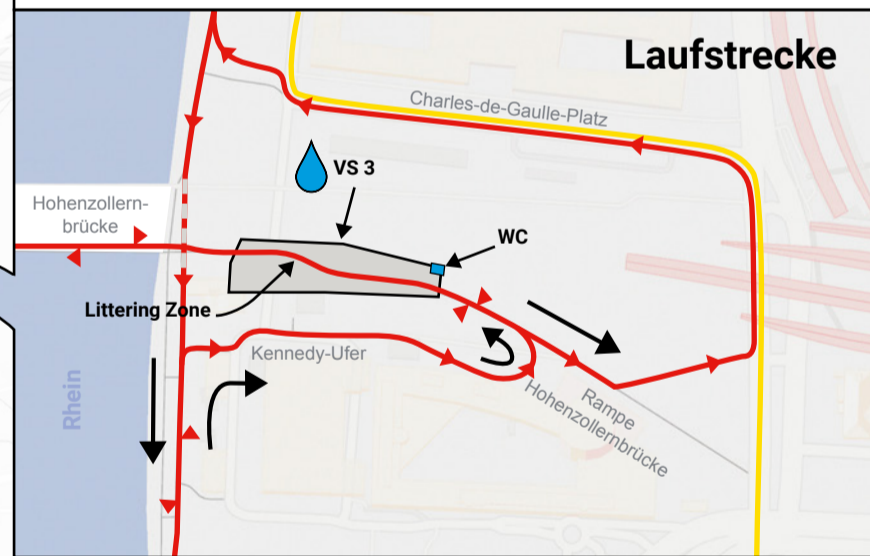 Laufstrecke
Charles-de-Gaulle-Platz
VS 3
Hohenzollern-
brücke
WC
Littering Zone
Kennedy-Ufer
Rhein
Rampe
Hohenzollernbrücke